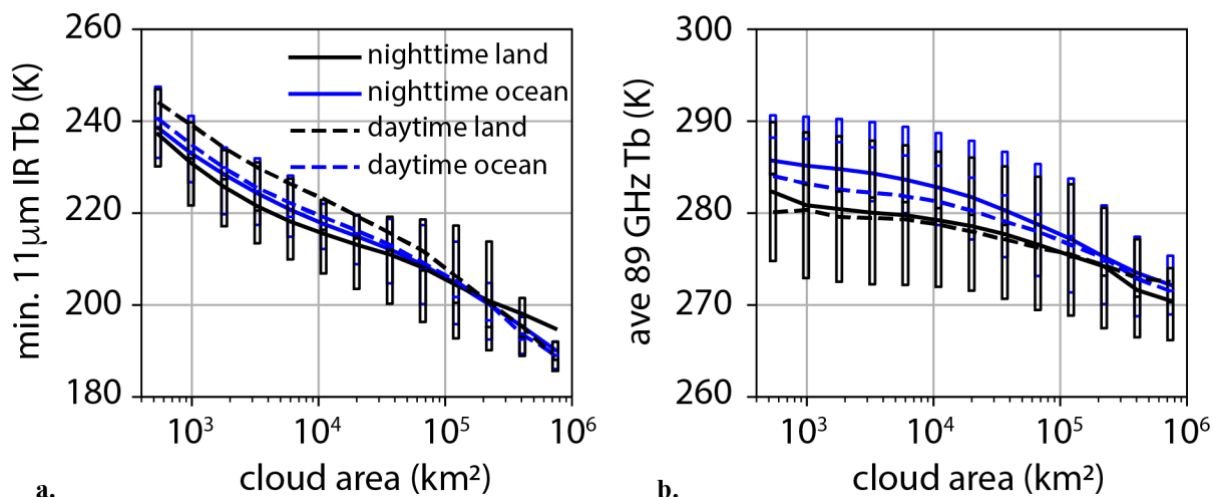 min. 11μm IR Tb (K)
260
240
220
200
180
nighttime land
nighttime ocean
daytime land
daytime ocean
10³
10⁴
10⁵
10⁶
cloud area (km²)
a.
ave 89 GHz Tb (K)
300
290
280
270
260
10³
10⁴
10⁵
10⁶
cloud area (km²)
b.